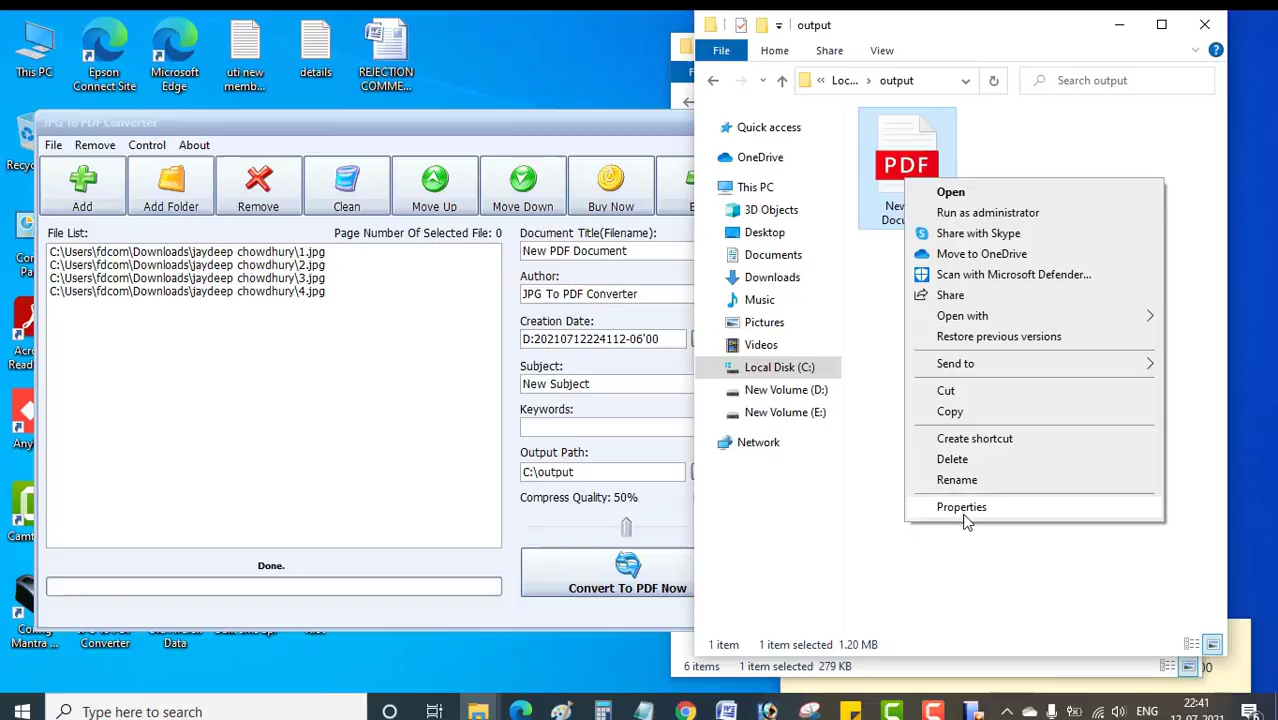 This PC
Epson
Connect Site
Microsoft
Edge
uti new
memb...
details
REJECTION
COMME...
JPG To PDF Converter
File Remove Control About
Add
Add Folder
Remove
Clean
Move Up
Move Down
Buy Now
File List:
Page Number Of Selected File: 0
C:\Users\fdcom\Downloads\jaydeep chowdhury\1.jpg
C:\Users\fdcom\Downloads\jaydeep chowdhury\2.jpg
C:\Users\fdcom\Downloads\jaydeep chowdhury\3.jpg
C:\Users\fdcom\Downloads\jaydeep chowdhury\4.jpg
Done.
Document Title(Filename):
New PDF Document
Author:
JPG To PDF Converter
Creation Date:
D:20210712224112-06'00
Subject:
New Subject
Keywords:
Output Path:
C:\output
Compress Quality: 50%
Convert To PDF Now
output
File Home Share View
Loc... output
Search output
Quick access
OneDrive
This PC
3D Objects
Desktop
Documents
Downloads
Music
Pictures
Videos
Local Disk (C:)
New Volume (D:)
New Volume (E:)
Network
PDF
New
Docu
Open
Run as administrator
Share with Skype
Move to OneDrive
Scan with Microsoft Defender...
Share
Open with
Restore previous versions
Send to
Cut
Copy
Create shortcut
Delete
Rename
Properties
1 item 1 item selected 1.20 MB
6 items 1 item selected 279 KB
Type here to search
ENG
22:41